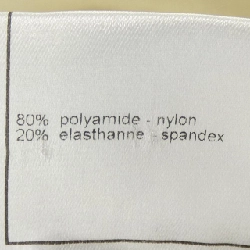 80% polyamide - nylon
20% elasthanne - spandex